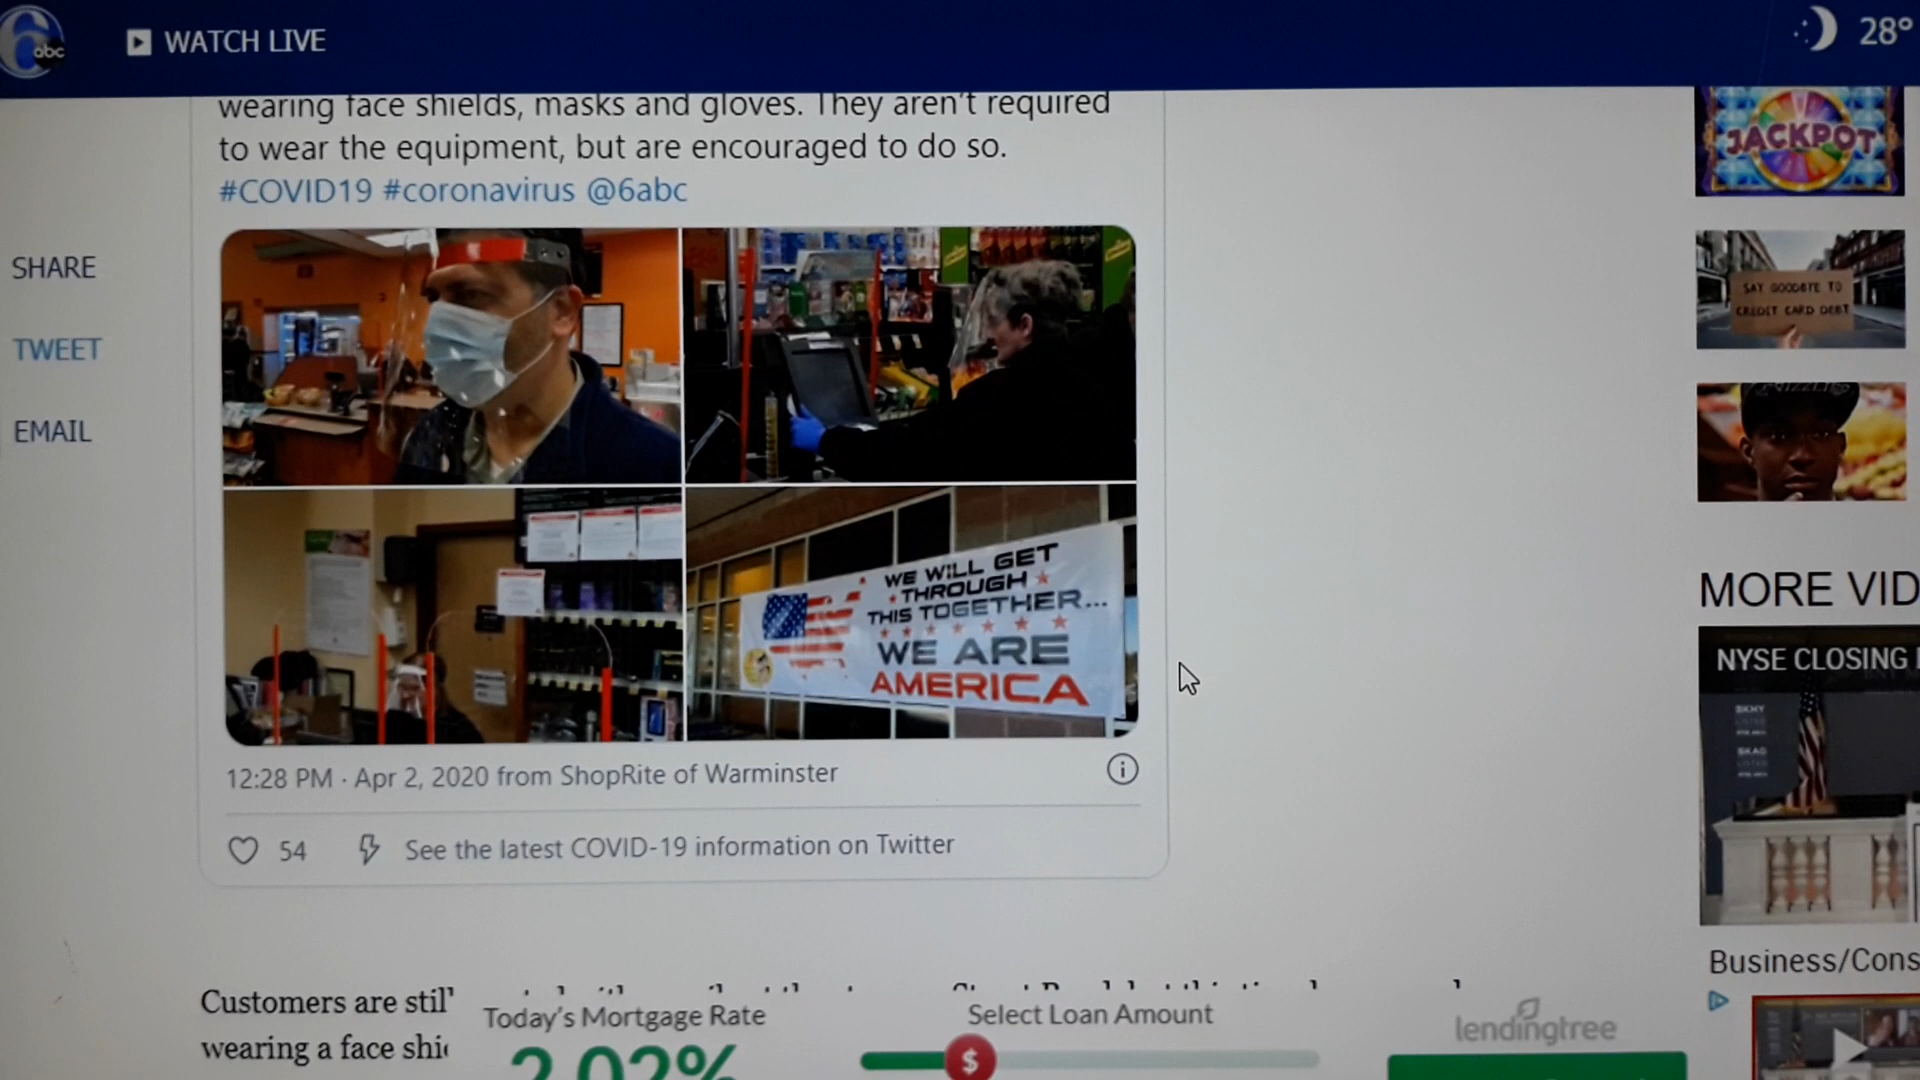 abc
WATCH LIVE
28°
wearing face shields, masks and gloves. They aren't required
to wear the equipment, but are encouraged to do so.
#COVID19 #coronavirus @6abc
SHARE
TWEET
EMAIL
WE WILL GET
THROUGH
THIS TOGETHER...
WE ARE
AMERICA
12:28 PM · Apr 2, 2020 from ShopRite of Warminster
54
See the latest COVID-19 information on Twitter
Customers are still
wearing a face
Today's Mortgage Rate
2.02%
Select Loan Amount
$
lendingtree
JACKPOT
SAY GOODBYE TO
CREDIT CARD DEBT
MORE VID
NYSE CLOSING
Business/Cons